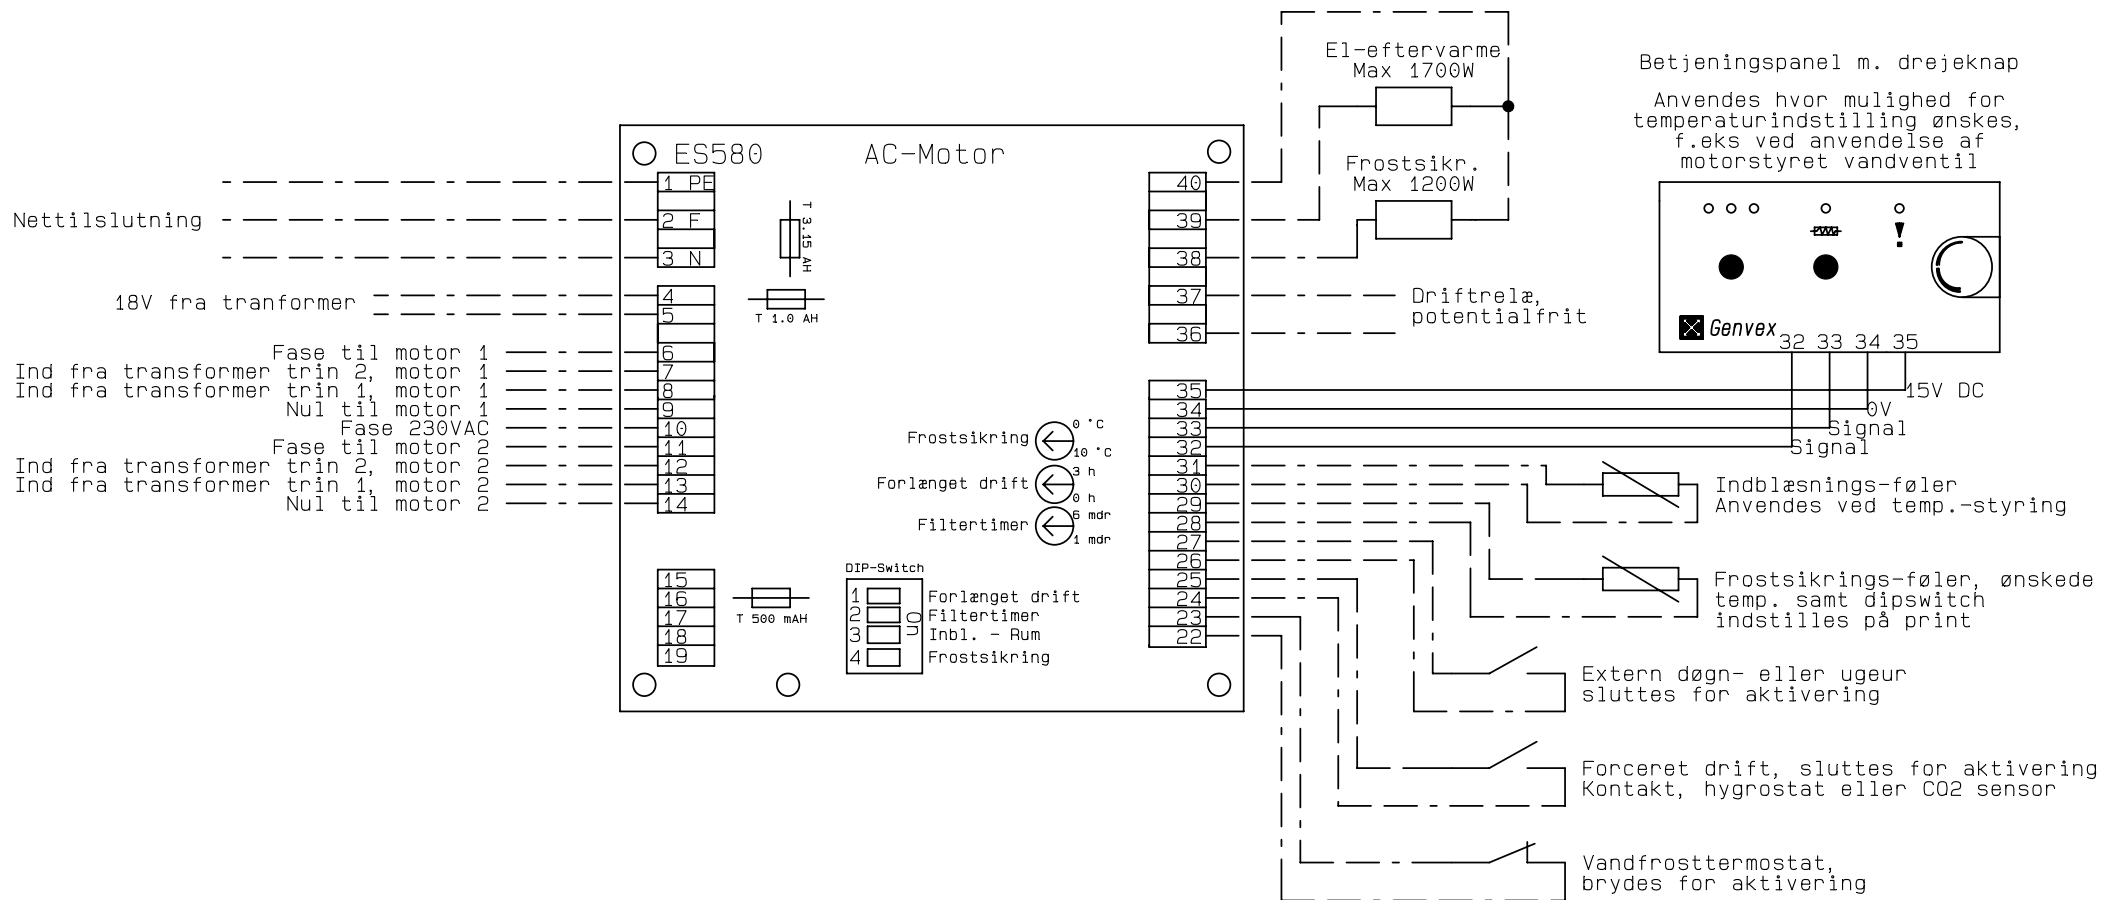 El-eftervarme
Max 1700W
Betjeningspanel m. drejeknap
Anvendes hvor mulighed for
temperaturindstilling ønskes,
f.eks ved anvendelse af
motorstyret vandventil
ES580
AC-Motor
Frostsikr.
Max 1200W
Nettilslutning
1 PE
2 F
3 N
T 3.15 AH
40
39
38
37
36
Driftrelæ,
potentialfrit
18V fra tranformer
4
5
T 1.0 AH
Genvex
32 33 34 35
Fase til motor 1
Ind fra transformer trin 2, motor 1
Ind fra transformer trin 1, motor 1
Nul til motor 1
Fase 230VAC
Fase til motor 2
Ind fra transformer trin 2, motor 2
Ind fra transformer trin 1, motor 2
Nul til motor 2
6
7
8
9
10
11
12
13
14
Frostsikring
0 °C
10 °C
Forlænget drift
3 h
0 h
Filtertimer
6 mdr
1 mdr
35
34
33
32
31
30
29
28
27
26
25
24
23
22
15V DC
0V
Signal
Signal
Indblæsnings-føler
Anvendes ved temp.-styring
Frostsikrings-føler, ønskede
temp. samt dipswitch
indstilles på print
15
16
17
18
19
T 500 mAH
DIP-Switch
1
2
3
4
On
Forlænget drift
Filtertimer
Inbl. - Rum
Frostsikring
Extern døgn- eller ugeur
sluttes for aktivering
Forceret drift, sluttes for aktivering
Kontakt, hygrostat eller CO2 sensor
Vandfrosttermostat,
brydes for aktivering